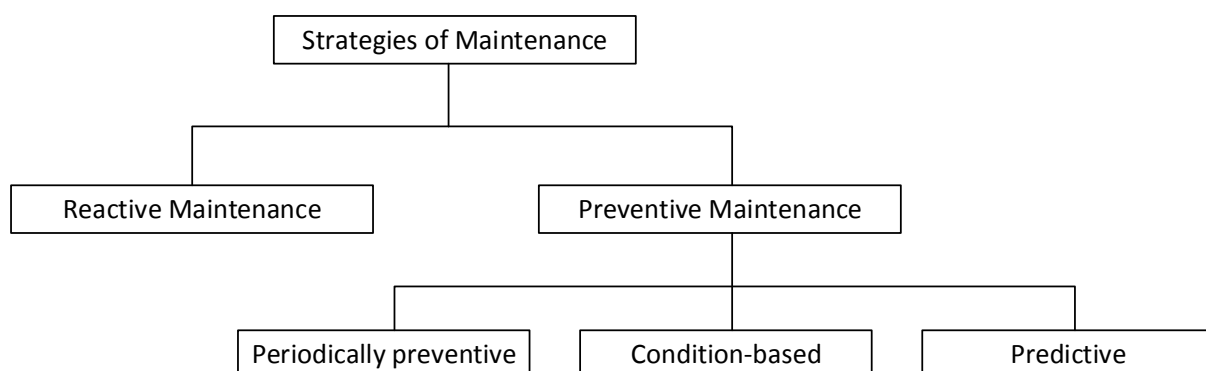 Strategies of Maintenance
Reactive Maintenance
Preventive Maintenance
Periodically preventive
Condition-based
Predictive